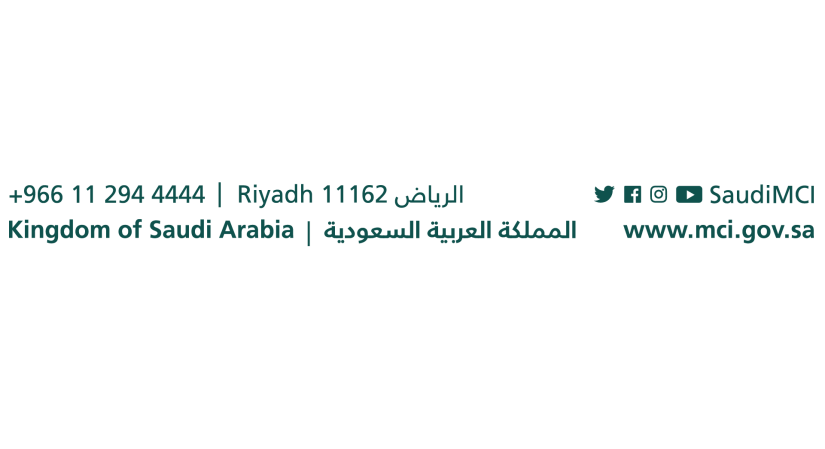 +966 11 294 4444 | Riyadh 11162 الرياض
Kingdom of Saudi Arabia | المملكة العربية السعودية
SaudiMCI
www.mci.gov.sa